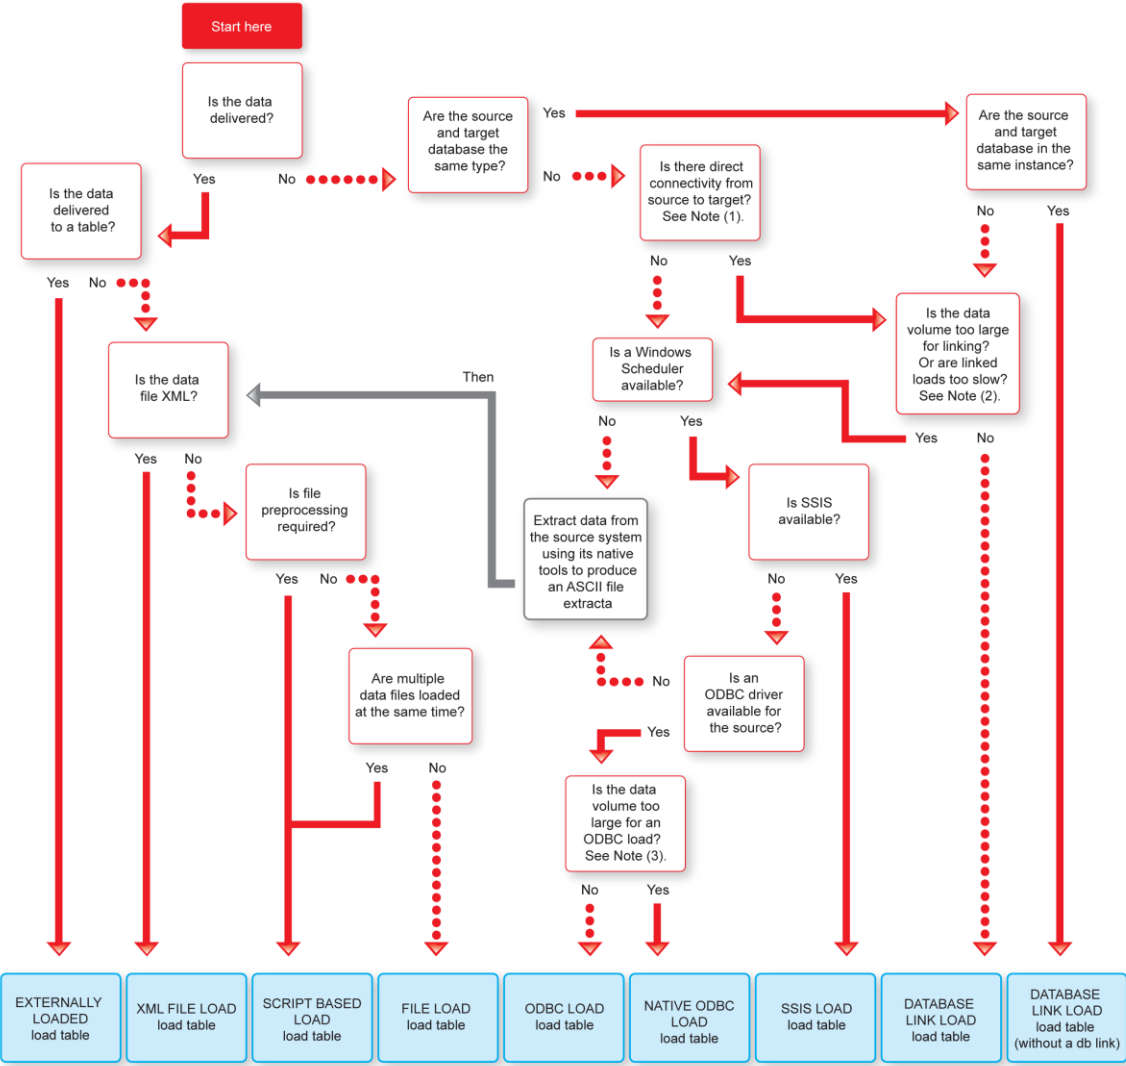 Start here
Is the data
delivered?
Yes
No
Are the source
and target
database the
same type?
Yes
No
Are the source
and target
database in the
same instance?
No
Yes
Is the data
delivered
to a table?
Yes
No
Is there direct
connectivity from
source to target?
See Note (1).
No
Yes
Is the data
volume too large
for linking?
Or are linked
loads too slow?
See Note (2).
Yes
No
Is the data
file XML?
Yes
No
Then
Is a Windows
Scheduler
available?
No
Yes
Is file
preprocessing
required?
Yes
No
Extract data from
the source system
using its native
tools to produce
an ASCII file
extracta
Is SSIS
available?
No
Yes
Are multiple
data files loaded
at the same time?
Yes
No
Is an
ODBC driver
available for
the source?
No
Yes
Is the data
volume too
large for an
ODBC load?
See Note (3).
No
Yes
EXTERNALLY
LOADED
load table
XML FILE LOAD
load table
SCRIPT BASED
LOAD
load table
FILE LOAD
load table
ODBC LOAD
load table
NATIVE ODBC
LOAD
load table
SSIS LOAD
load table
DATABASE
LINK LOAD
load table
DATABASE
LINK LOAD
load table
(without a db link)